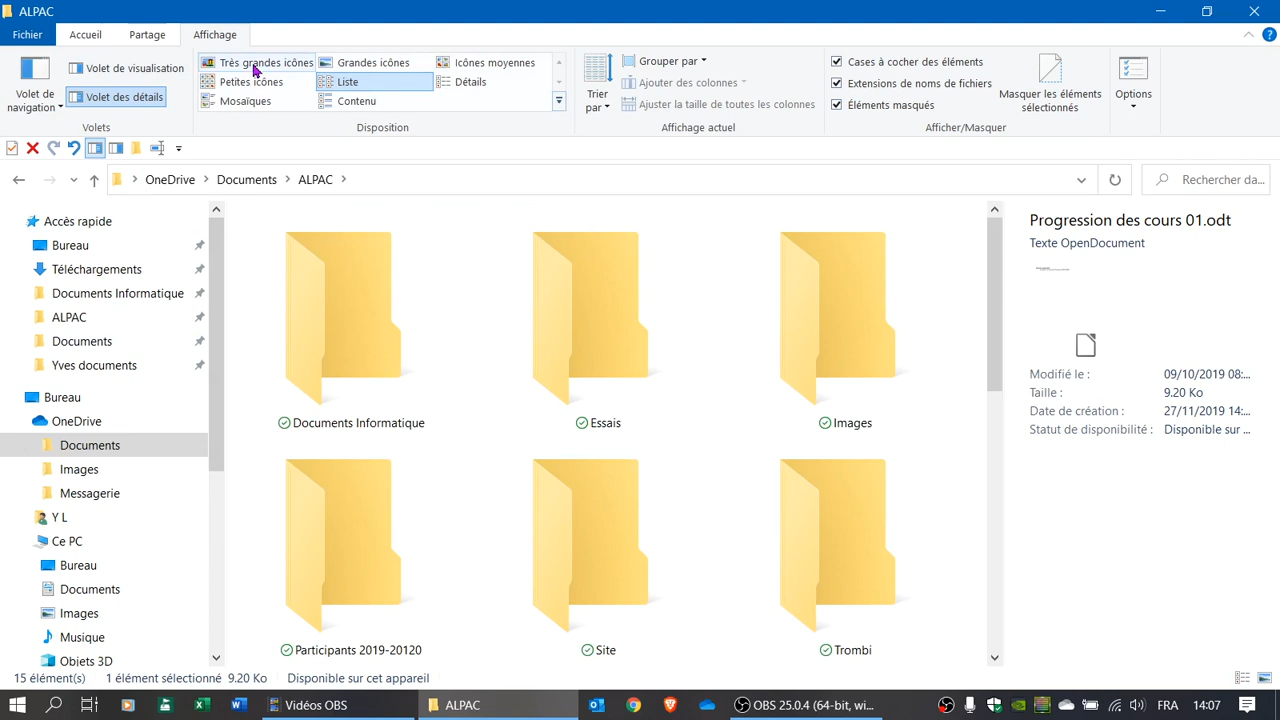 ALPAC
Fichier Accueil Partage Affichage
Volet de navigation
Volet de visualisation
Volet des détails
Volets
Très grandes icônes Grandes icônes Icônes moyennes
Petites icônes Liste Détails
Mosaïques Contenu
Disposition
Trier par
Grouper par
Ajouter des colonnes
Ajuster la taille de toutes les colonnes
Affichage actuel
Cases à cocher des éléments
Extensions de noms de fichiers
Éléments masqués
Masquer les éléments sélectionnés
Afficher/Masquer
Options
OneDrive > Documents > ALPAC >
Rechercher da...
Accès rapide
Bureau
Téléchargements
Documents Informatique
ALPAC
Documents
Yves documents
Bureau
OneDrive
Documents
Images
Messagerie
Y L
Ce PC
Bureau
Documents
Images
Musique
Objets 3D
Documents Informatique Essais Images
Participants 2019-20120 Site Trombi
Progression des cours 01.odt
Texte OpenDocument
Modifié le : 09/10/2019 08:...
Taille : 9.20 Ko
Date de création : 27/11/2019 14:...
Statut de disponibilité : Disponible sur ...
15 élément(s) 1 élément sélectionné 9.20 Ko Disponible sur cet appareil
Vidéos OBS ALPAC OBS 25.0.4 (64-bit, wi... FRA 14:07